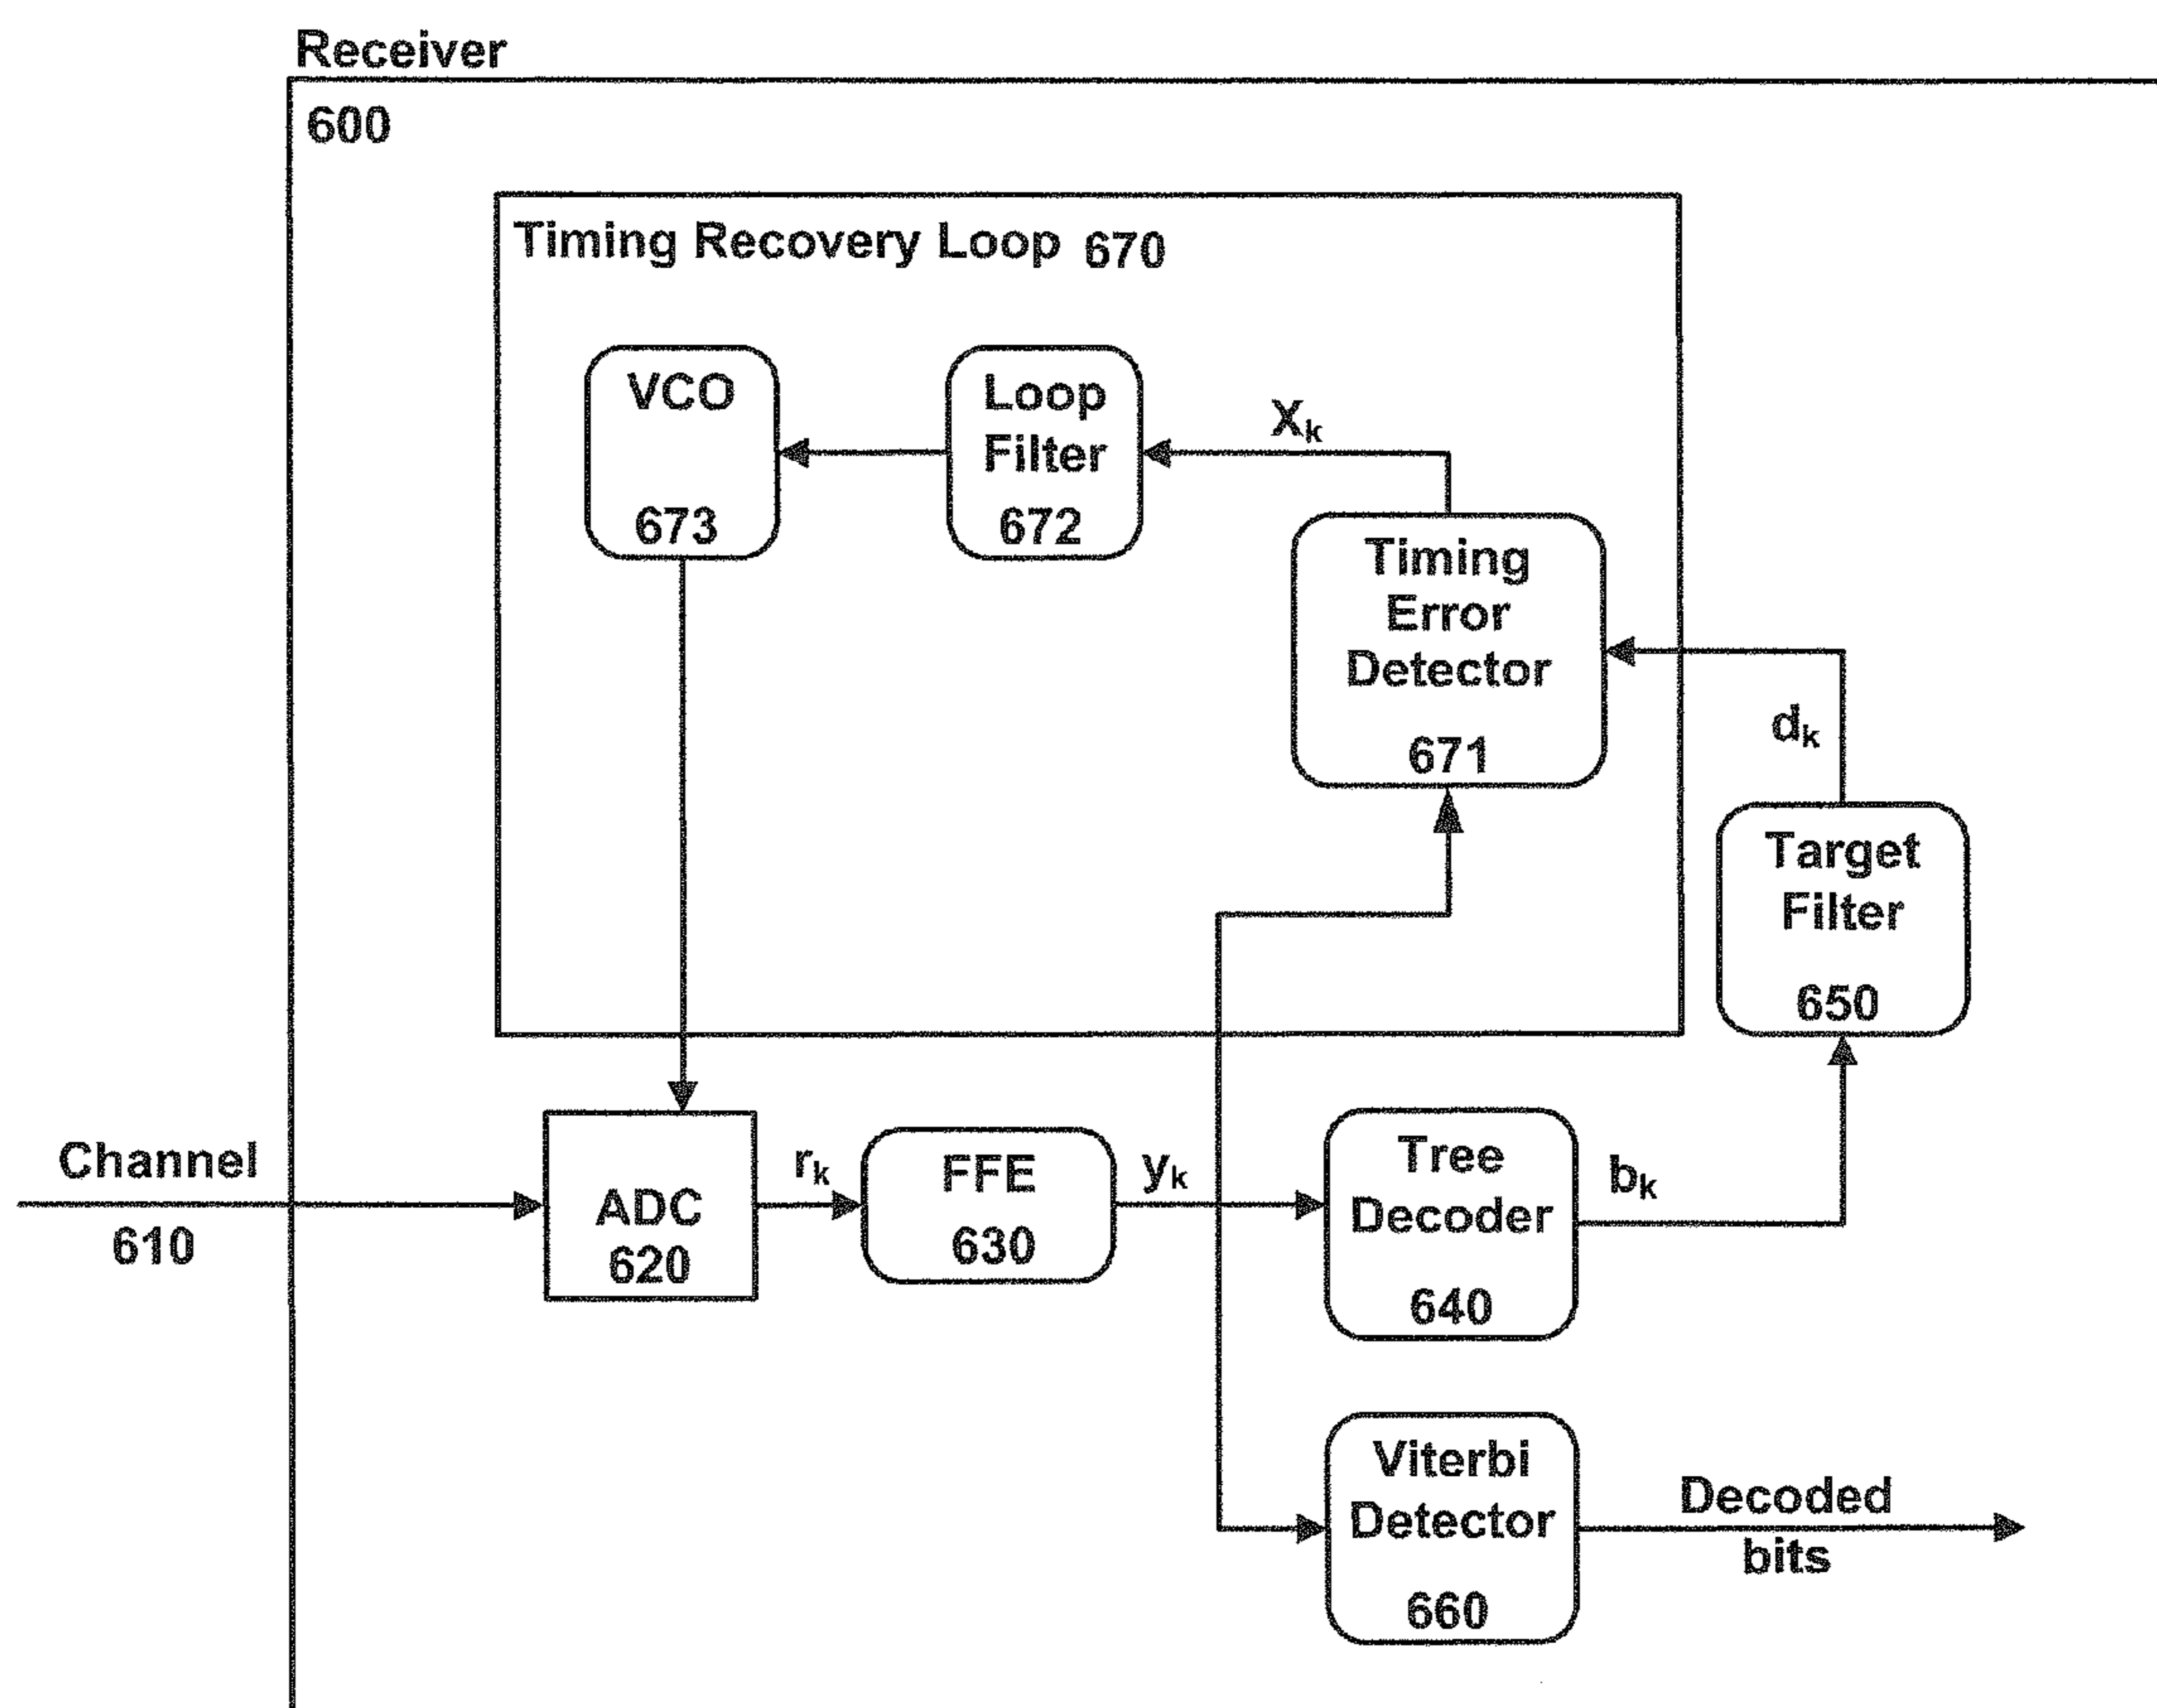 Receiver
600
Timing Recovery Loop 670
VCO
673
Loop
Filter
672
Xₖ
Timing
Error
Detector
671
dₖ
Target
Filter
650
Channel
610
ADC
620
rₖ
FFE
630
yₖ
Tree
Decoder
640
bₖ
Viterbi
Detector
660
Decoded
bits